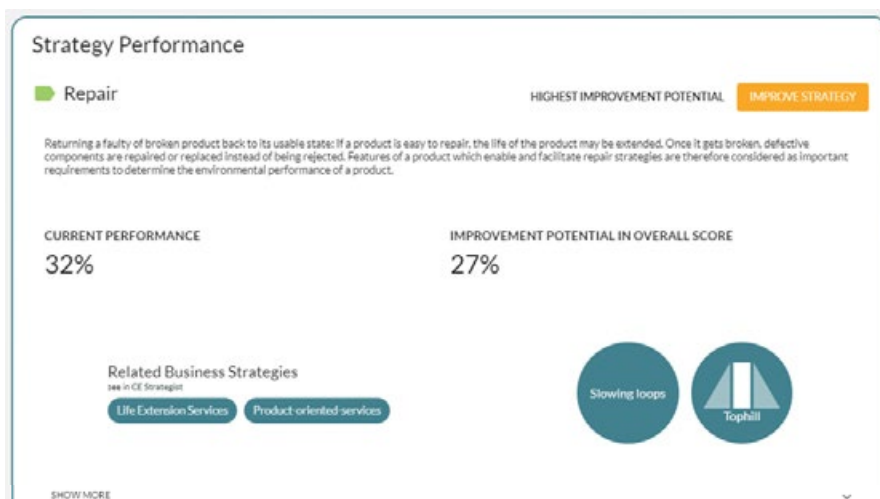 Strategy Performance
Repair
HIGHEST IMPROVEMENT POTENTIAL
IMPROVE STRATEGY
Returning a faulty of broken product back to its usable state: If a product is easy to repair, the life of the product may be extended. Once it gets broken, defective
components are repaired or replaced instead of being rejected. Features of a product which enable and facilitate repair strategies are therefore considered as important
requirements to determine the environmental performance of a product.
CURRENT PERFORMANCE
32%
IMPROVEMENT POTENTIAL IN OVERALL SCORE
27%
Related Business Strategies
see in CE Strategist
Life Extension Services
Product-oriented-services
Slowing loops
Tophill
SHOW MORE